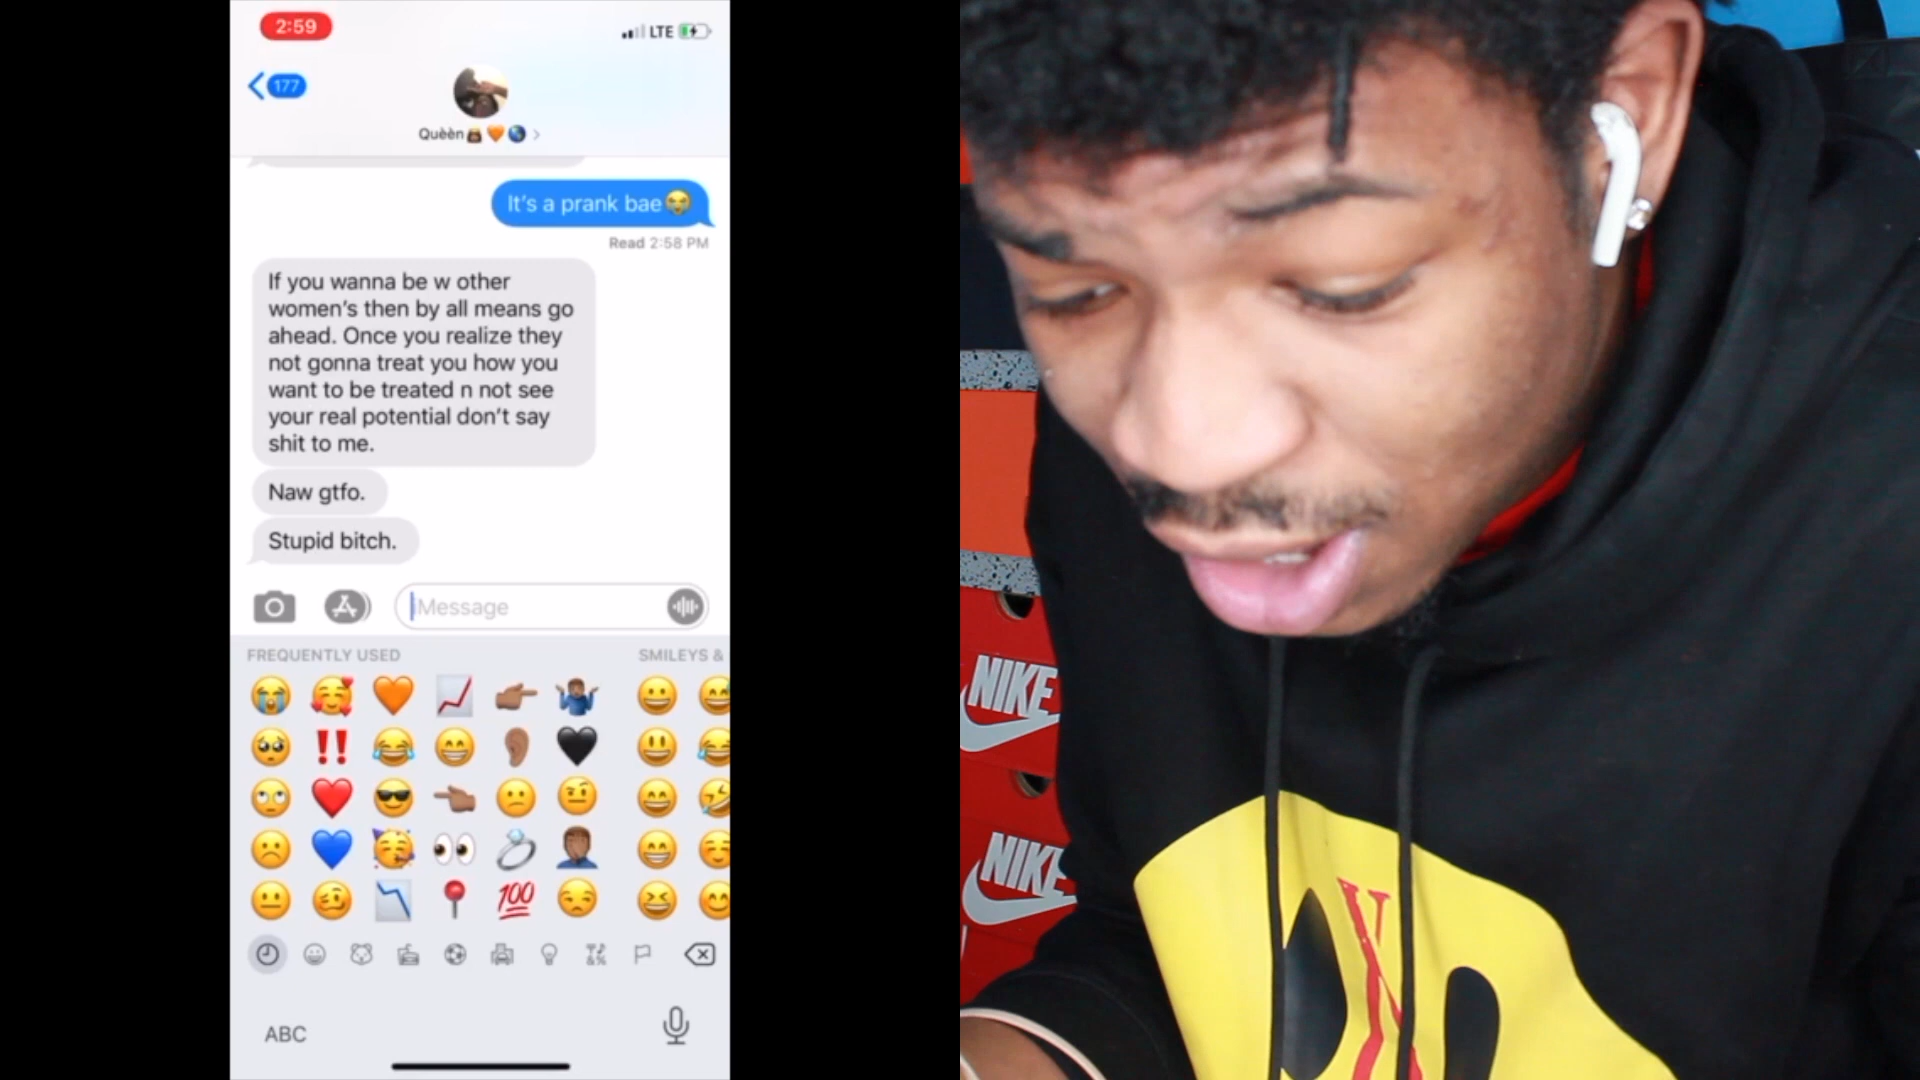 2:59
LTE
177
Quèèn
It's a prank bae😂
Read 2:58 PM
If you wanna be w other
women's then by all means go
ahead. Once you realize they
not gonna treat you how you
want to be treated n not see
your real potential don't say
shit to me.
Naw gtfo.
Stupid bitch.
iMessage
FREQUENTLY USED
SMILEYS &
ABC
NIKE
NIKE